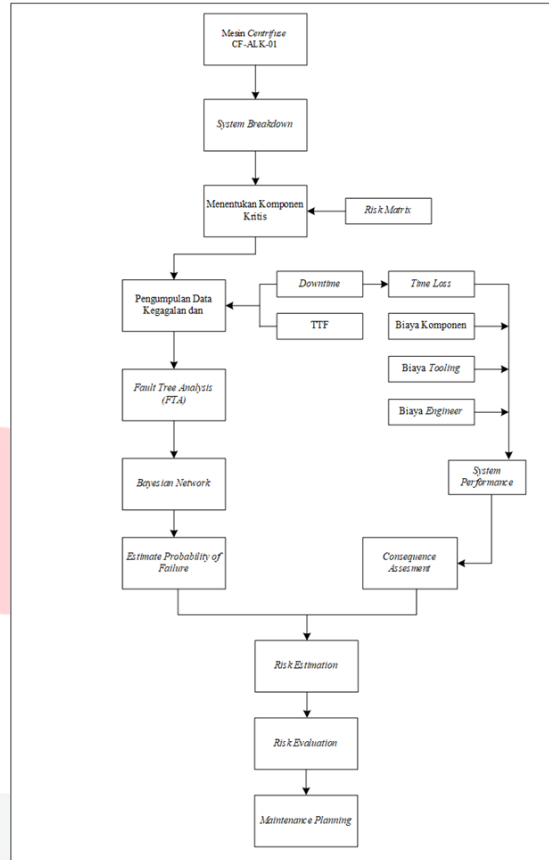 Mesin Centrifuse
CF-ALK-01
System Breakdown
Menentukan Komponen
Kritis
Risk Matrix
Pengumpulan Data
Kegagalan dan
Downtime
Time Loss
TTF
Biaya Komponen
Biaya Tooling
Biaya Engineer
Fault Tree Analysis
(FTA)
System
Performance
Bayesian Network
Estimate Probability of
Failure
Consequence
Assesment
Risk Estimation
Risk Evaluation
Maintenance Planning